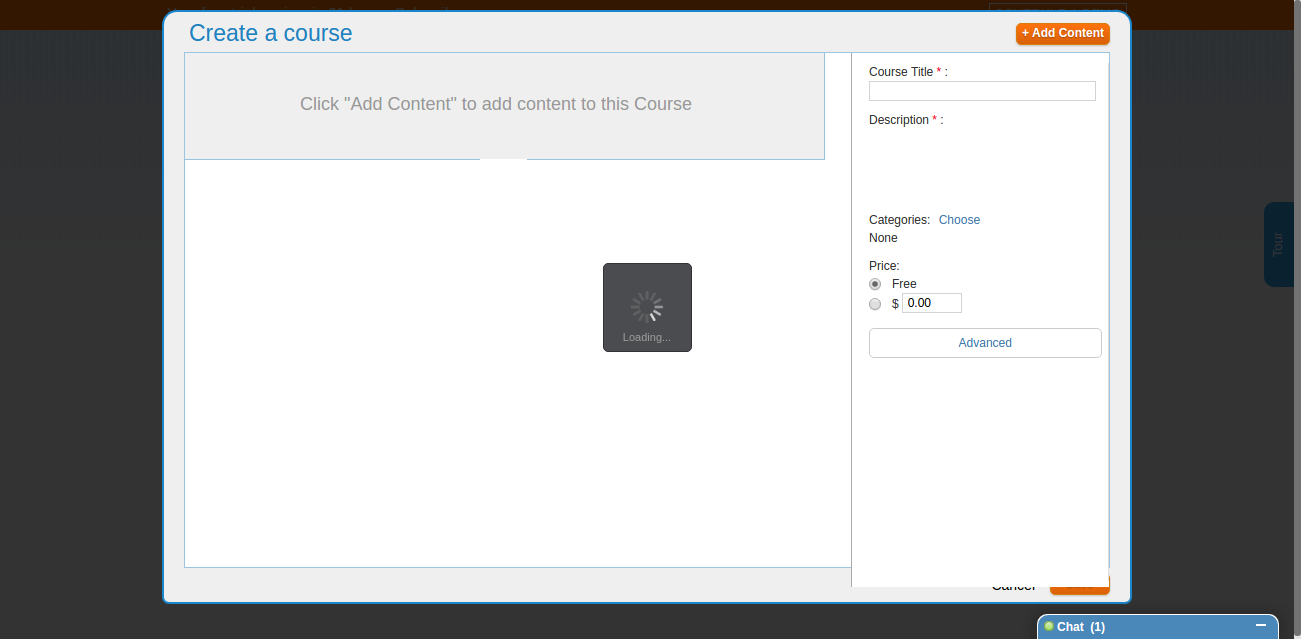 Create a course
+ Add Content
Click "Add Content" to add content to this Course
Course Title * :
Description * :
Categories: Choose
None
Price:
Free
$ 0.00
Advanced
Loading...
Tour
Cancel
Chat (1)